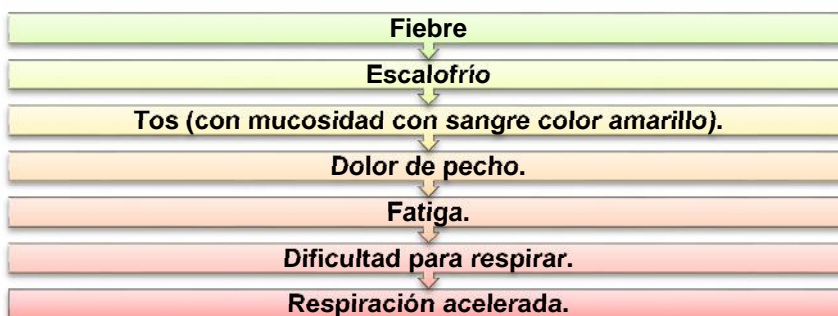 Fiebre
Escalofrío
Tos (con mucosidad con sangre color amarillo).
Dolor de pecho.
Fatiga.
Dificultad para respirar.
Respiración acelerada.